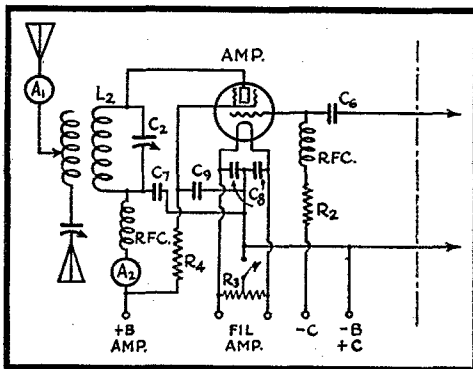 AMP.
A1
L2
C2
C6
C7
C9
C8
RFC.
RFC.
R2
A2
R4
R3
+B
AMP.
FIL
AMP.
-C
-B
+C